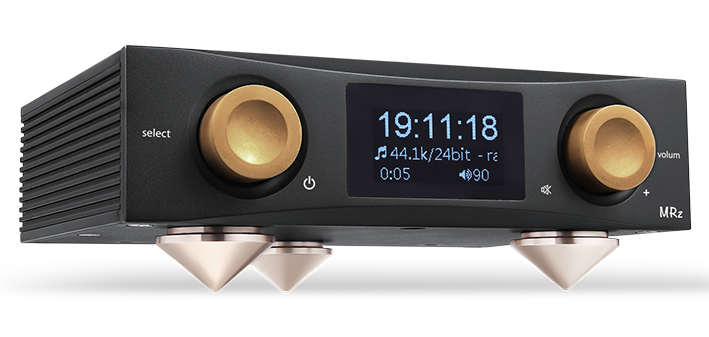 select
19:11:18
44.1k/24bit - ra
0:05
90
volum
+
MRZ